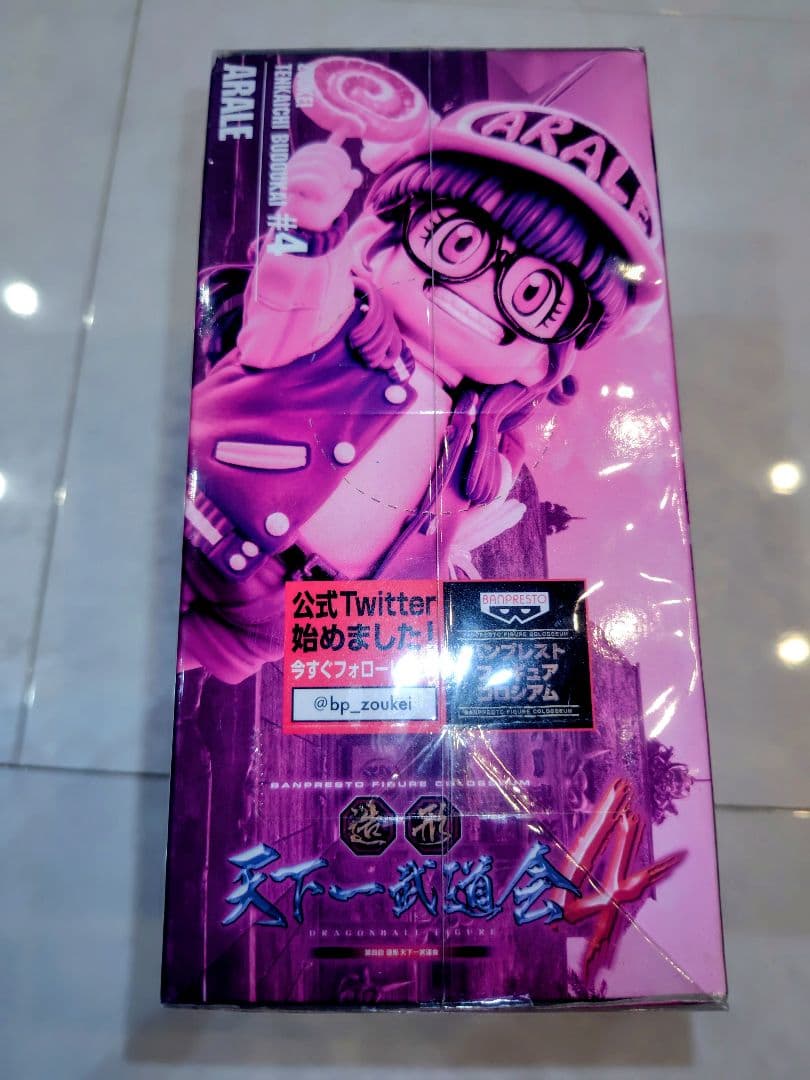 ARALE
TENKAICHI BUDOUKAI #4
ARALE
公式Twitter
始めました!
今すぐフォロー
@bp_zoukei
BANPRESTO
BANPRESTO FIGURE COLOSSEUM
バンプレスト
フィギュア
コロシアム
BANPRESTO FIGURE COLOSSEUM
BANPRESTO FIGURE COLOSSEUM
造形
天下一武道会4
DRAGONBALL FIGURE